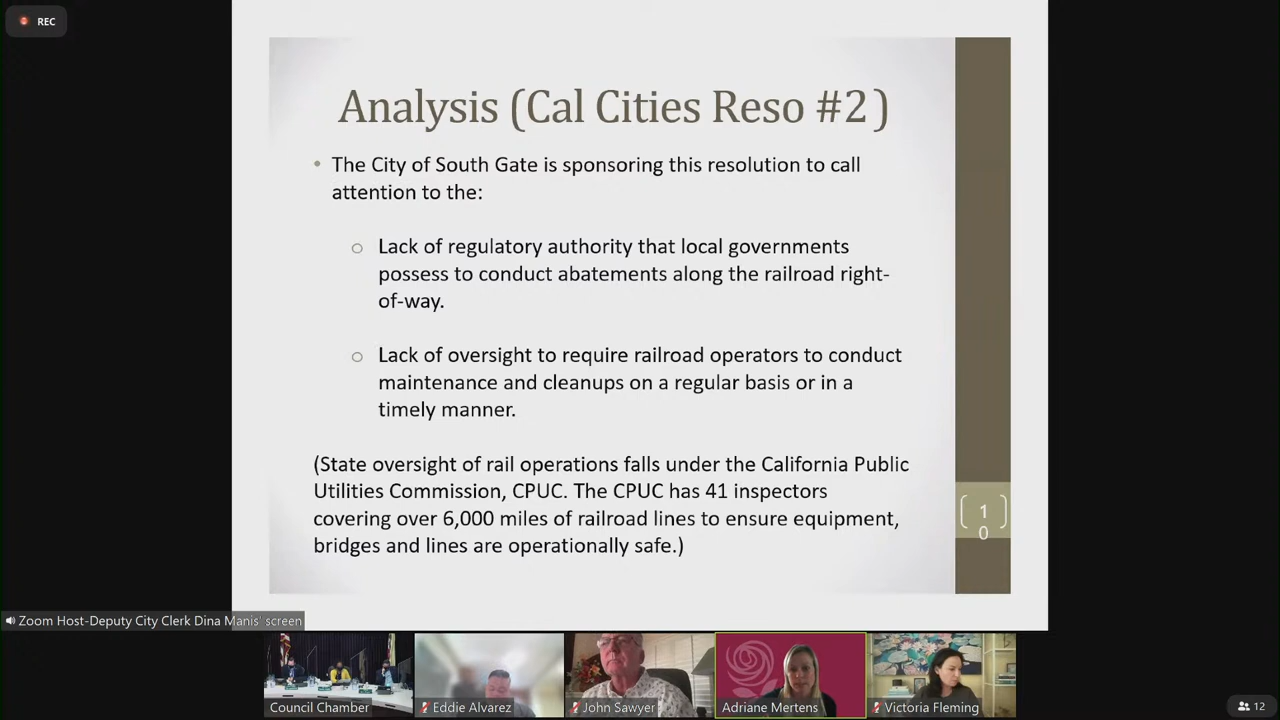 REC
Analysis (Cal Cities Reso #2)
• The City of South Gate is sponsoring this resolution to call
attention to the:
○ Lack of regulatory authority that local governments
possess to conduct abatements along the railroad right-
of-way.
○ Lack of oversight to require railroad operators to conduct
maintenance and cleanups on a regular basis or in a
timely manner.
(State oversight of rail operations falls under the California Public
Utilities Commission, CPUC. The CPUC has 41 inspectors
covering over 6,000 miles of railroad lines to ensure equipment,
bridges and lines are operationally safe.)
1
0
Zoom Host-Deputy City Clerk Dina Manis' screen
Council Chamber
Eddie Alvarez
John Sawyer
Adriane Mertens
Victoria Fleming
12